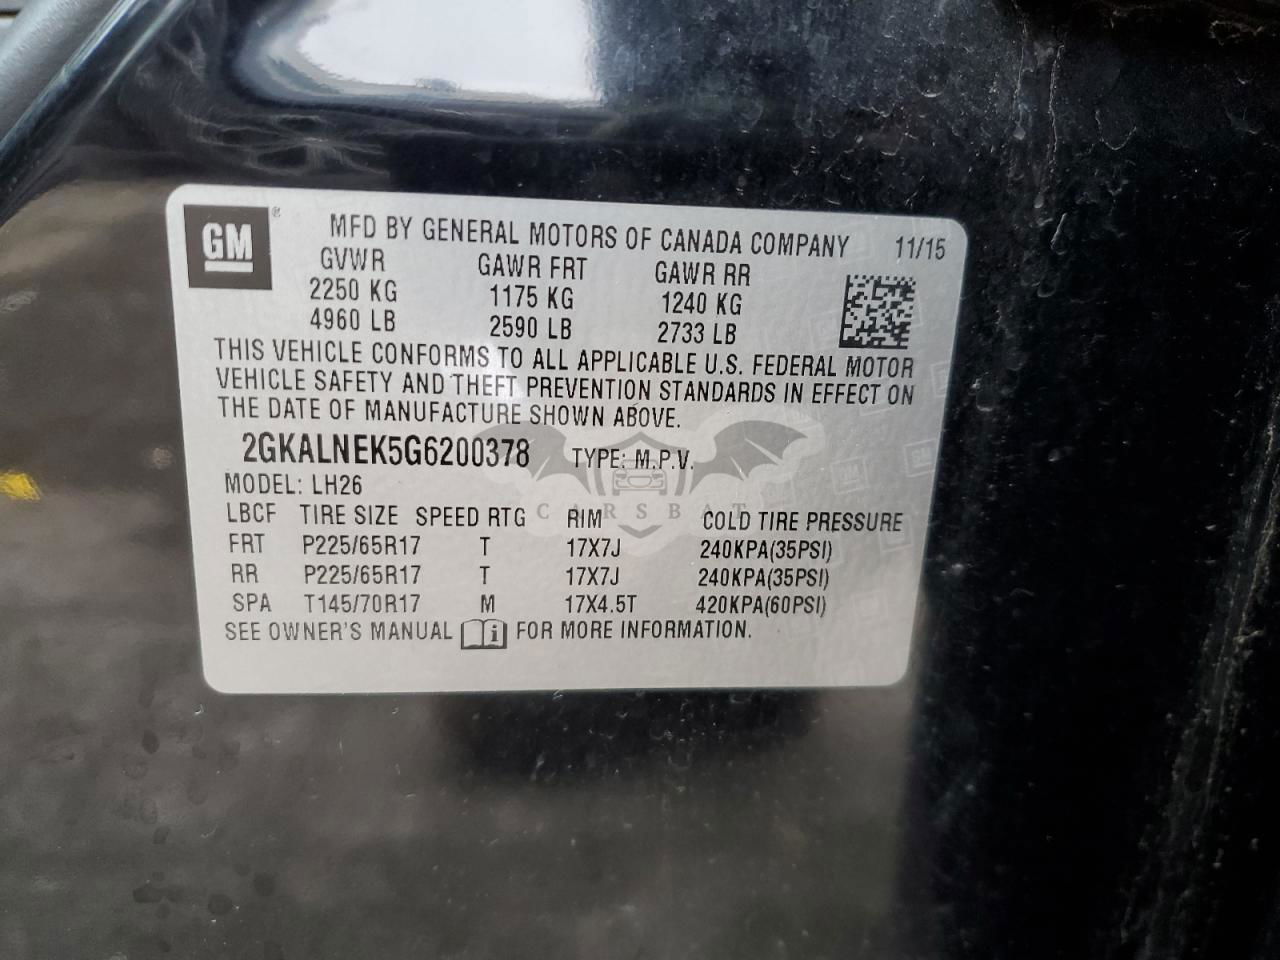 GM ®
MFD BY GENERAL MOTORS OF CANADA COMPANY 11/15
GVWR GAWR FRT GAWR RR
2250 KG 1175 KG 1240 KG
4960 LB 2590 LB 2733 LB
THIS VEHICLE CONFORMS TO ALL APPLICABLE U.S. FEDERAL MOTOR
VEHICLE SAFETY AND THEFT PREVENTION STANDARDS IN EFFECT ON
THE DATE OF MANUFACTURE SHOWN ABOVE.
2GKALNEK5G6200378 TYPE: M.P.V.
MODEL: LH26
CARSBAT
LBCF TIRE SIZE SPEED RTG RIM COLD TIRE PRESSURE
FRT P225/65R17 T 17X7J 240KPA(35PSI)
RR P225/65R17 T 17X7J 240KPA(35PSI)
SPA T145/70R17 M 17X4.5T 420KPA(60PSI)
SEE OWNER'S MANUAL i FOR MORE INFORMATION.